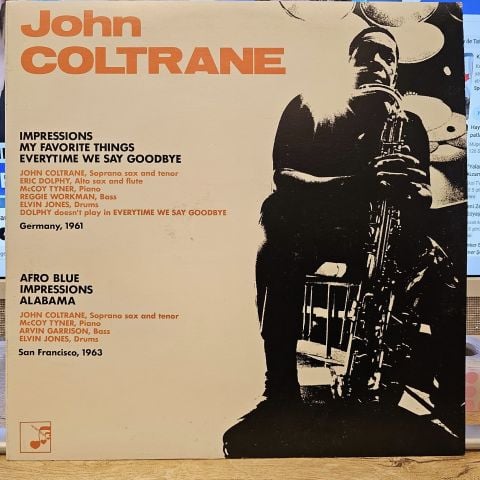 John
COLTRANE
IMPRESSIONS
MY FAVORITE THINGS
EVERYTIME WE SAY GOODBYE
JOHN COLTRANE, Soprano sax and tenor
ERIC DOLPHY, Alto sax and flute
McCOY TYNER, Piano
REGGIE WORKMAN, Bass
ELVIN JONES, Drums
DOLPHY doesn't play in EVERYTIME WE SAY GOODBYE
Germany, 1961
AFRO BLUE
IMPRESSIONS
ALABAMA
JOHN COLTRANE, Soprano sax and tenor
McCOY TYNER, Piano
ARVIN GARRISON, Bass
ELVIN JONES, Drums
San Francisco, 1963